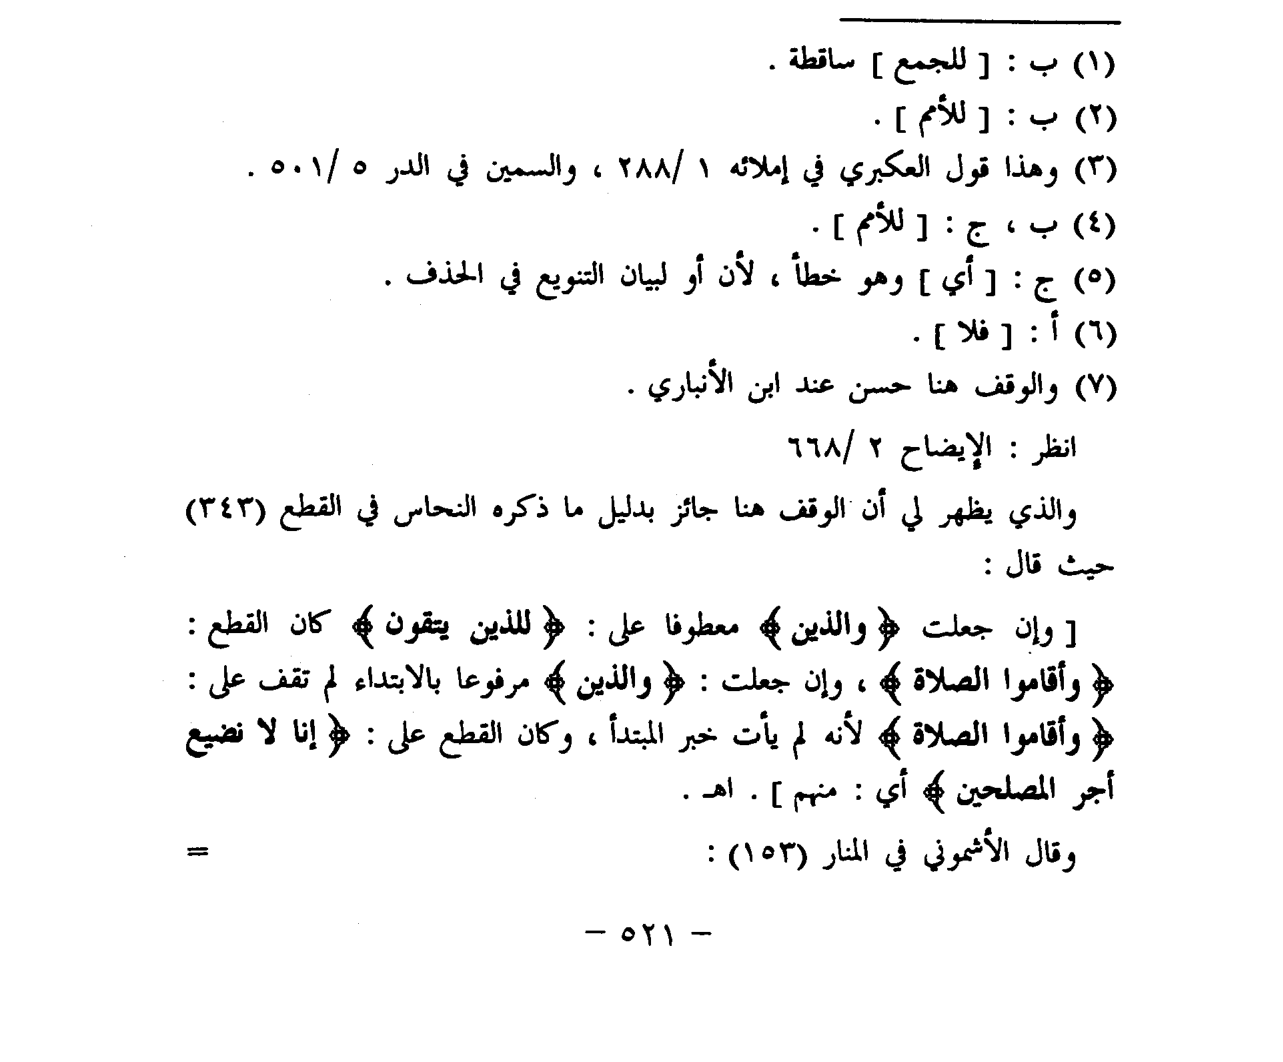 (١) ب : [ للجمع ] ساقطة .
(٢) ب : [ للأمم ] .
(٣) وهذا قول العكبري في إملائه ١ /٢٨٨ ، والسمين في الدر ٥ /٥٠١ .
(٤) ب ، ج : [ للأمم ] .
(٥) ج : [ أي ] وهو خطأ ، لأن أو لبيان التنويع في الحذف .
(٦) أ : [ فلا ] .
(٧) والوقف هنا حسن عند ابن الأنباري .
انظر : الإيضاح ٢ /٦٦٨
والذي يظهر لي أن الوقف هنا جائز بدليل ما ذكره النحاس في القطع (٣٤٣)
حيث قال :
[ وإن جعلت ﴿ والذين ﴾ معطوفا على : ﴿ للذين يتقون ﴾ كان القطع :
﴿ وأقاموا الصلاة ﴾ ، وإن جعلت : ﴿ والذين ﴾ مرفوعا بالابتداء لم تقف على :
﴿ وأقاموا الصلاة ﴾ لأنه لم يأت خبر المبتدأ ، وكان القطع على : ﴿ إنا لا نضيع
أجر المصلحين ﴾ أي : منهم ] . اهـ .
وقال الأشموني في المنار (١٥٣) : =
– ٥٢١ –